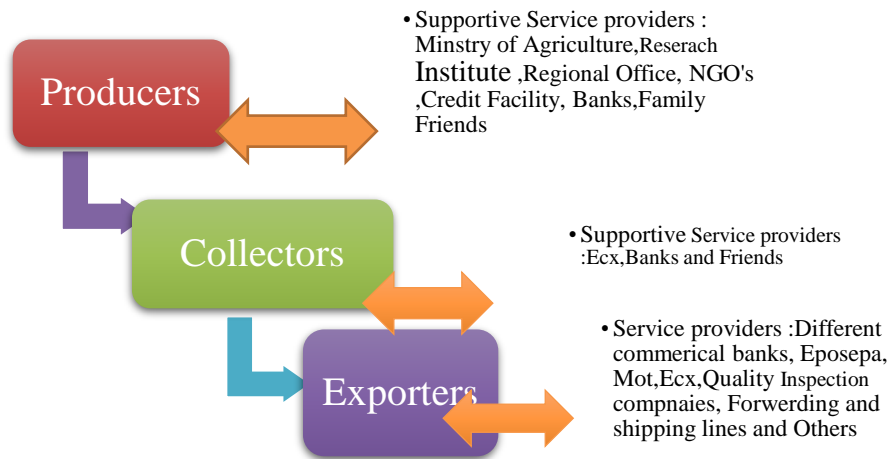 Producers
• Supportive Service providers :
Minstry of Agriculture,Reserach
Institute ,Regional Office, NGO's
,Credit Facility, Banks,Family
Friends
Collectors
• Supportive Service providers
:Ecx,Banks and Friends
Exporters
• Service providers :Different
commerical banks, Eposepa,
Mot,Ecx,Quality Inspection
compnaies, Forwerding and
shipping lines and Others